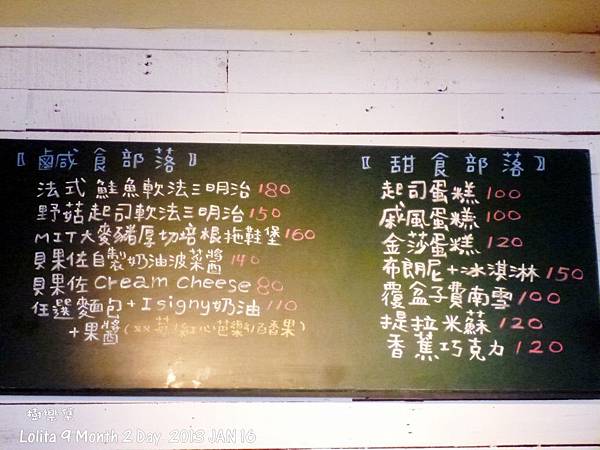 〖鹹食部落〗
法式鮭魚軟法三明治 180
野菇起司軟法三明治 150
MIT大麥豬厚切培根拖鞋堡 160
貝果佐自製奶油菠菜醬 140
貝果佐 Cream Cheese 80
任選麵包+Isigny奶油 110
+果醬
〖甜食部落〗
起司蛋糕 100
戚風蛋糕 100
金莎蛋糕 120
布朗尼+冰淇淋 150
覆盆子費南雪 100
提拉米蘇 120
香蕉巧克力 120
樹樂集
Lolita 9 Month 2 Day 2013 JAN 16